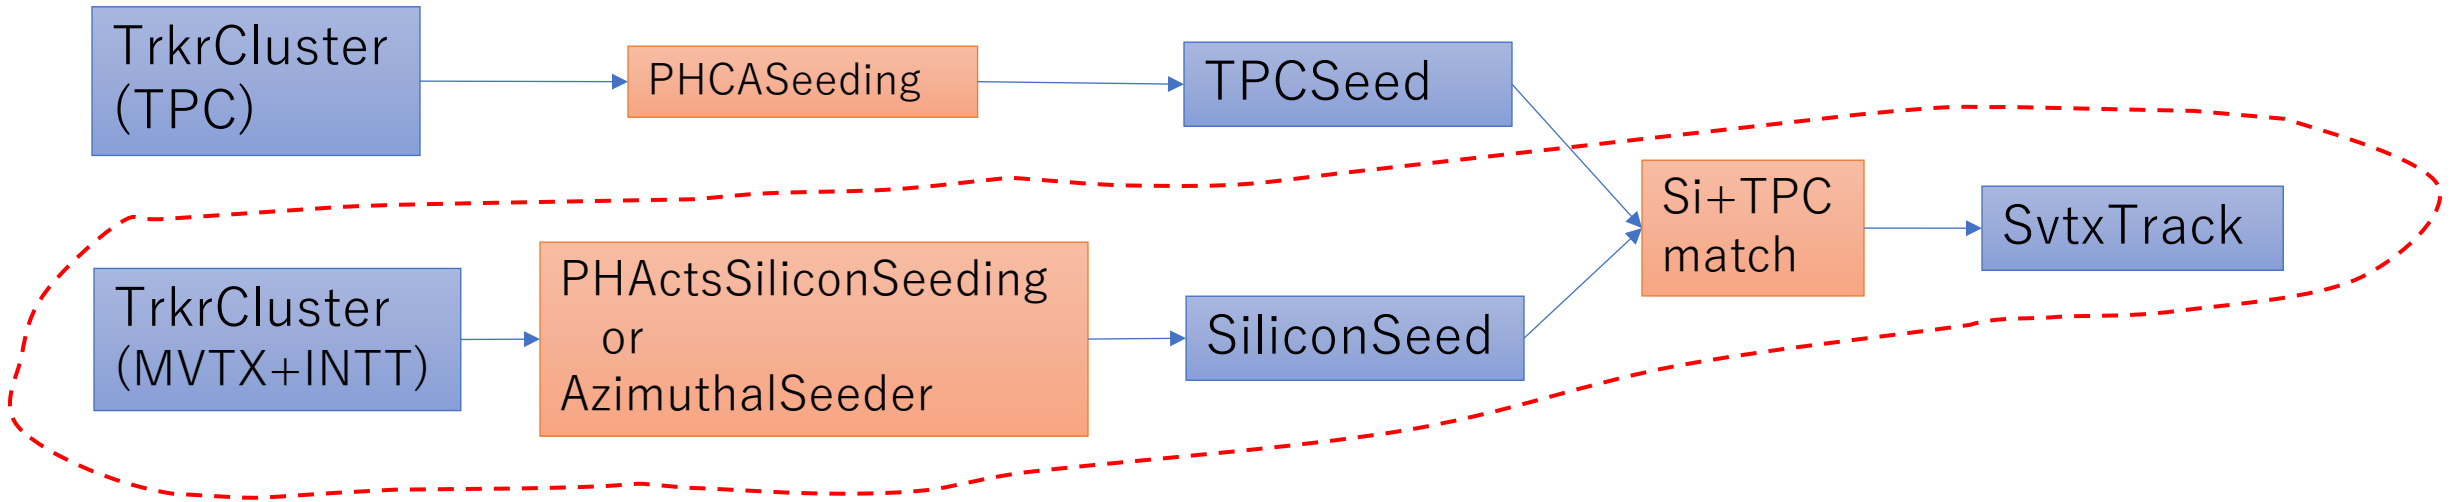 TrkrCluster
(TPC)
PHCASeeding
TPCSeed
Si+TPC
match
SvtxTrack
TrkrCluster
(MVTX+INTT)
PHActsSiliconSeeding
or
AzimuthalSeeder
SiliconSeed